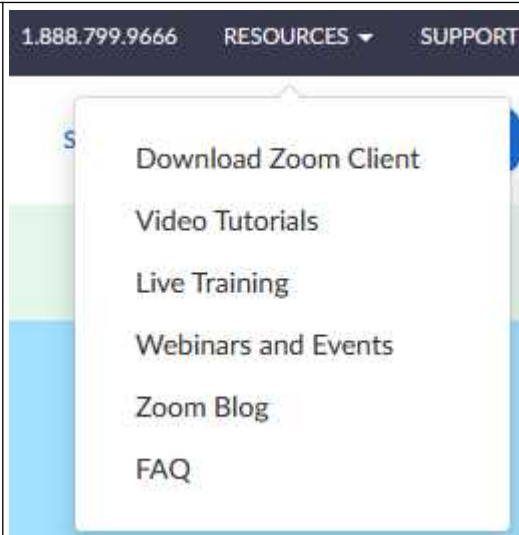 1.888.799.9666 RESOURCES SUPPORT
S
Download Zoom Client
Video Tutorials
Live Training
Webinars and Events
Zoom Blog
FAQ